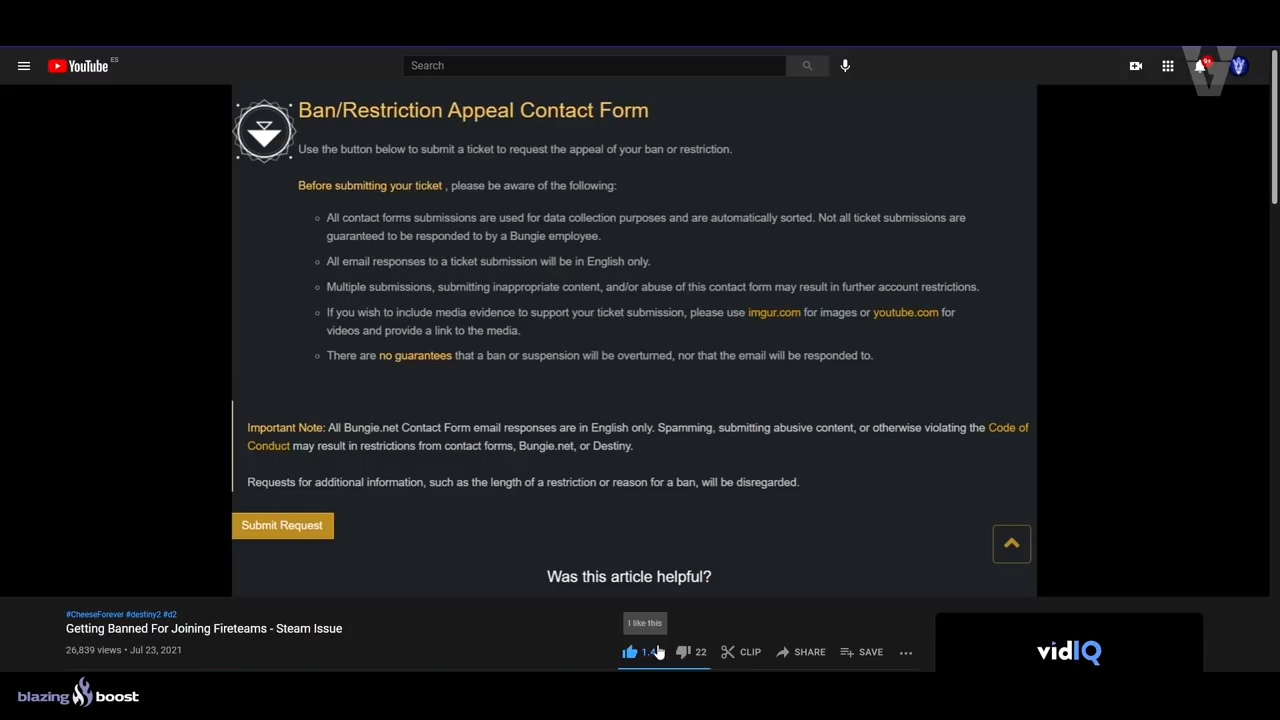 YouTube ES
Search
9+
Ban/Restriction Appeal Contact Form
Use the button below to submit a ticket to request the appeal of your ban or restriction.
Before submitting your ticket , please be aware of the following:
All contact forms submissions are used for data collection purposes and are automatically sorted. Not all ticket submissions are
guaranteed to be responded to by a Bungie employee.
All email responses to a ticket submission will be in English only.
Multiple submissions, submitting inappropriate content, and/or abuse of this contact form may result in further account restrictions.
If you wish to include media evidence to support your ticket submission, please use imgur.com for images or youtube.com for
videos and provide a link to the media.
There are no guarantees that a ban or suspension will be overturned, nor that the email will be responded to.
Important Note: All Bungie.net Contact Form email responses are in English only. Spamming, submitting abusive content, or otherwise violating the Code of
Conduct may result in restrictions from contact forms, Bungie.net, or Destiny.
Requests for additional information, such as the length of a restriction or reason for a ban, will be disregarded.
Submit Request
Was this article helpful?
#CheeseForever #destiny2 #d2
Getting Banned For Joining Fireteams - Steam Issue
26,839 views • Jul 23, 2021
I like this
22 CLIP SHARE SAVE
vidIQ
blazing boost